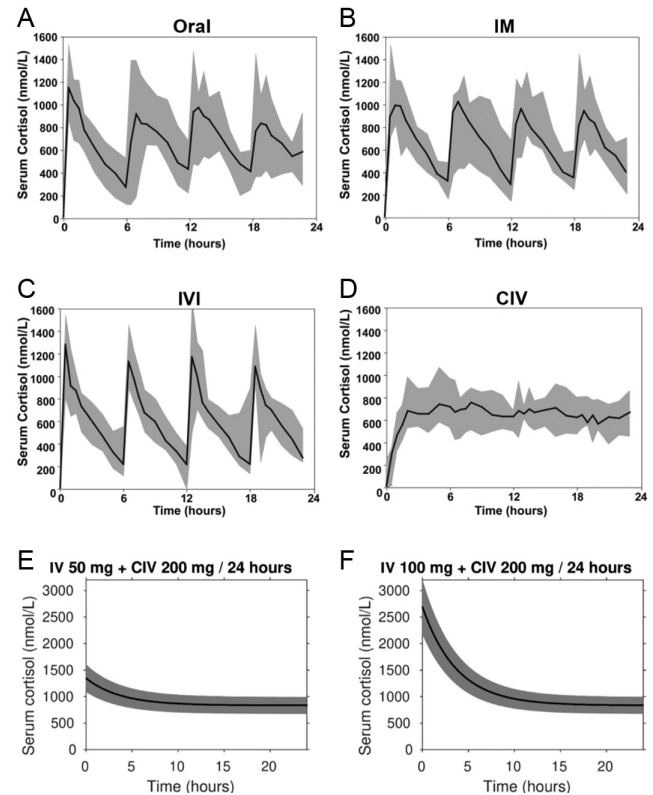 A
Oral
Serum Cortisol (nmol/L)
1600
1400
1200
1000
800
600
400
200
0
0 6 12 18 24
Time (hours)
B
IM
Serum Cortisol (nmol/L)
1600
1400
1200
1000
800
600
400
200
0
0 6 12 18 24
Time (hours)
C
IVI
Serum Cortisol (nmol/L)
1600
1400
1200
1000
800
600
400
200
0
0 6 12 18 24
Time (hours)
D
CIV
Serum Cortisol (nmol/L)
1600
1400
1200
1000
800
600
400
200
0
0 6 12 18 24
Time (hours)
E
IV 50 mg + CIV 200 mg / 24 hours
Serum cortisol (nmol/L)
3000
2500
2000
1500
1000
500
0
0 5 10 15 20
Time (hours)
F
IV 100 mg + CIV 200 mg / 24 hours
Serum cortisol (nmol/L)
3000
2500
2000
1500
1000
500
0
0 5 10 15 20
Time (hours)